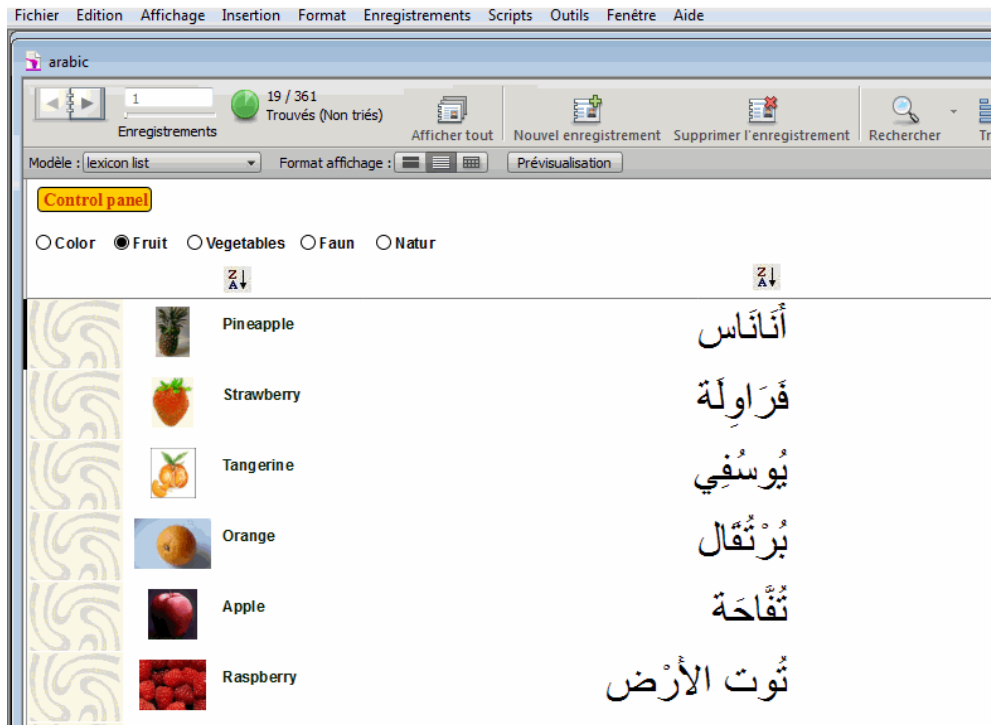 Fichier Edition Affichage Insertion Format Enregistrements Scripts Outils Fenêtre Aide
arabic
1
19 / 361
Trouvés (Non triés)
Enregistrements
Afficher tout Nouvel enregistrement Supprimer l'enregistrement Rechercher Tr
Modèle : lexicon list Format affichage : Prévisualisation
Control panel
Color Fruit Vegetables Faun Natur
Z A Z A
Pineapple أَنَانَاس
Strawberry فَرَاوِلَة
Tangerine يُوسُفِي
Orange بُرْتُقَال
Apple تُفَّاحَة
Raspberry تُوت الأَرْض